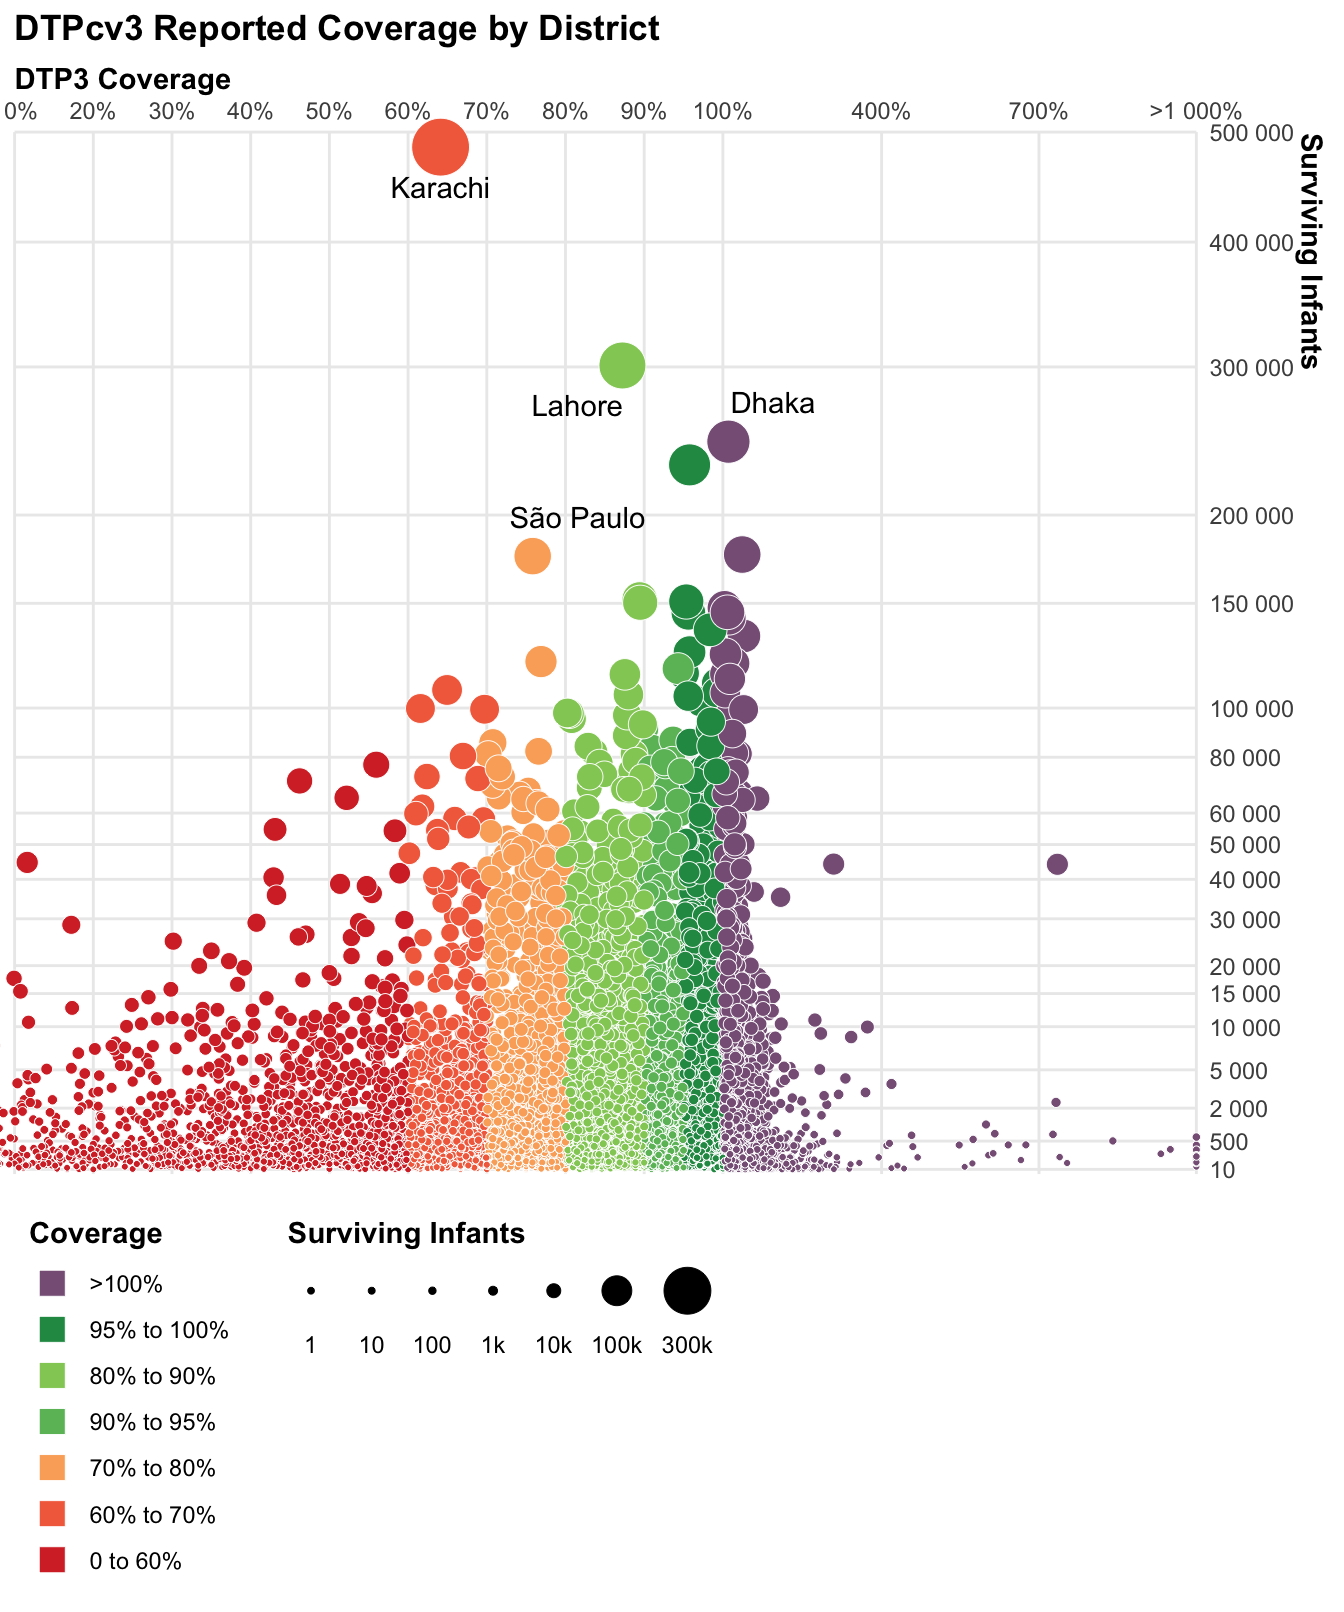 DTPcv3 Reported Coverage by District
DTP3 Coverage
0% 20% 30% 40% 50% 60% 70% 80% 90% 100% 400% 700% >1 000%
500 000
Surviving Infants
Karachi
400 000
300 000
Lahore
Dhaka
200 000
São Paulo
150 000
100 000
80 000
60 000
50 000
40 000
30 000
20 000
15 000
10 000
5 000
2 000
500
10
Coverage
>100%
95% to 100%
80% to 90%
90% to 95%
70% to 80%
60% to 70%
0 to 60%
Surviving Infants
1 10 100 1k 10k 100k 300k